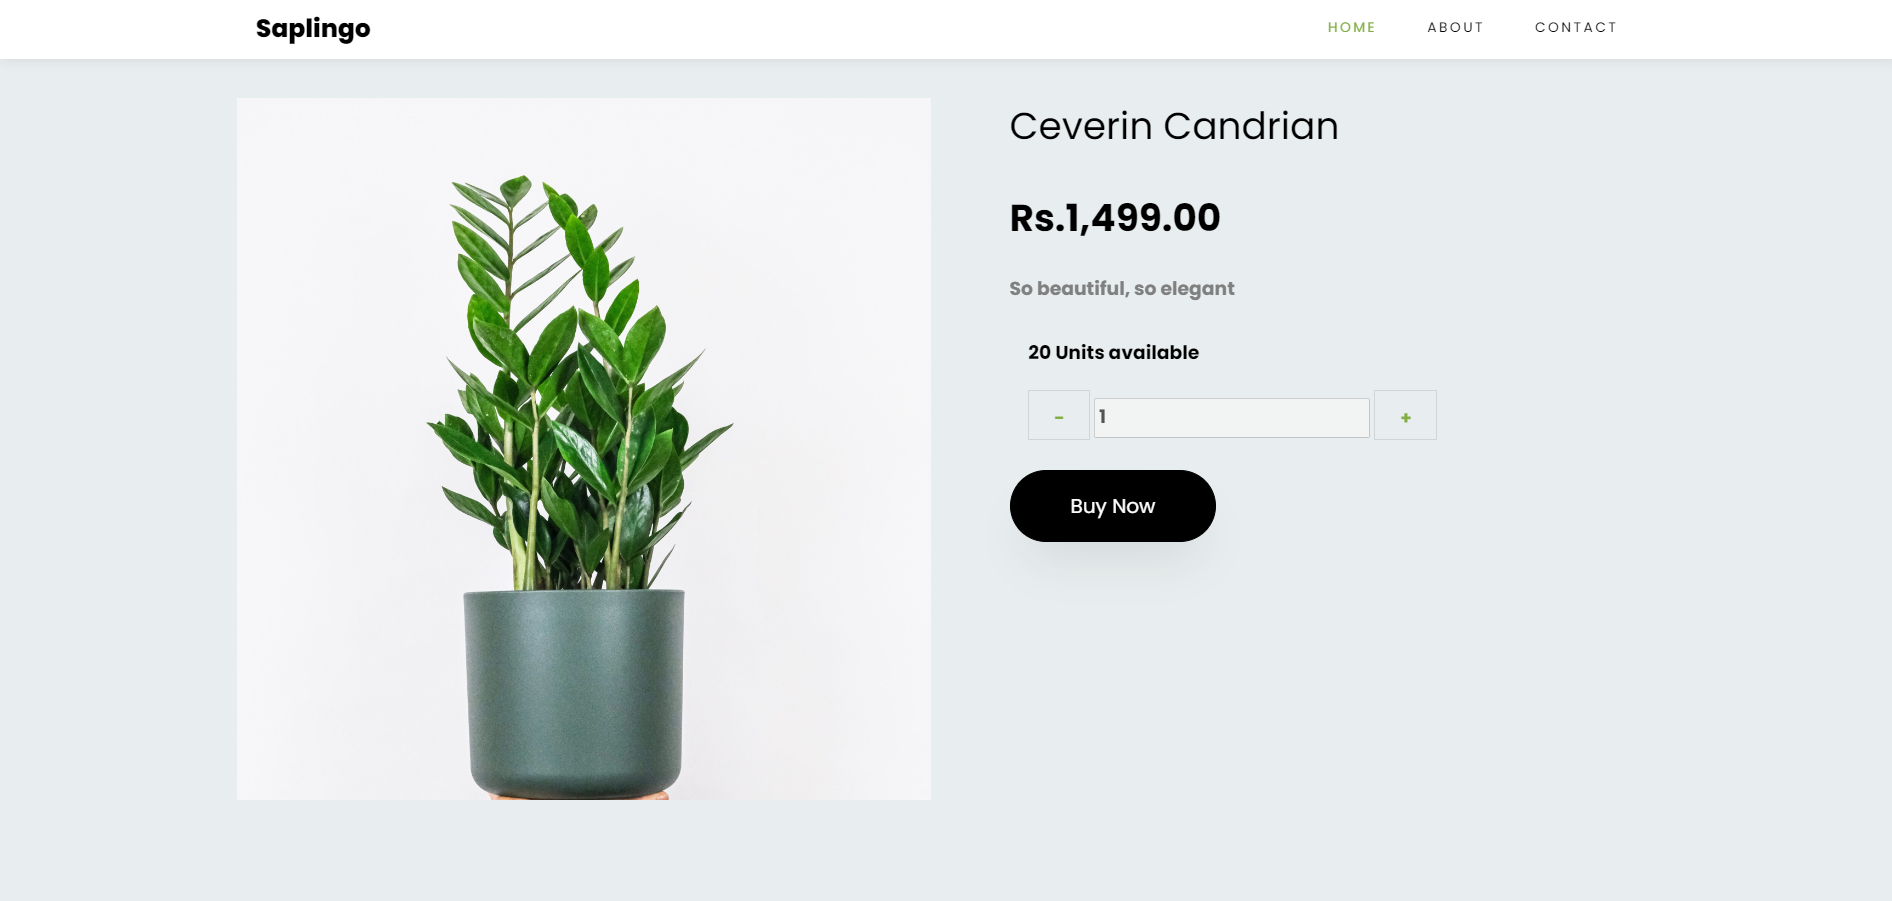 Saplingo
HOME ABOUT CONTACT
Ceverin Candrian
Rs.1,499.00
So beautiful, so elegant
20 Units available
- 1 +
Buy Now